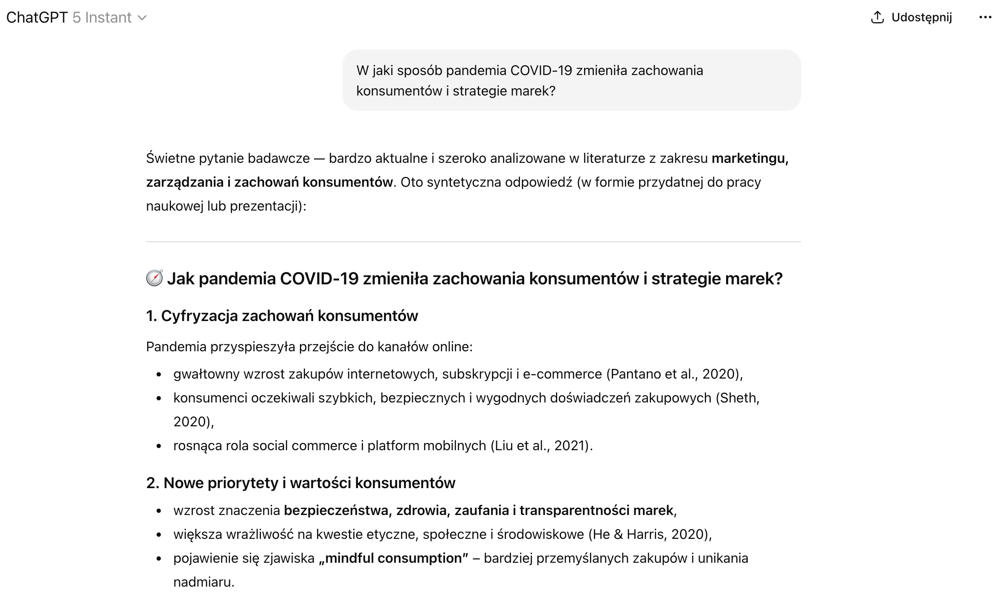 ChatGPT 5 Instant
Udostępnij
W jaki sposób pandemia COVID-19 zmieniła zachowania
konsumentów i strategie marek?
Świetne pytanie badawcze — bardzo aktualne i szeroko analizowane w literaturze z zakresu marketingu,
zarządzania i zachowań konsumentów. Oto syntetyczna odpowiedź (w formie przydatnej do pracy
naukowej lub prezentacji):
Jak pandemia COVID-19 zmieniła zachowania konsumentów i strategie marek?
1. Cyfryzacja zachowań konsumentów
Pandemia przyspieszyła przejście do kanałów online:
• gwałtowny wzrost zakupów internetowych, subskrypcji i e-commerce (Pantano et al., 2020),
• konsumenci oczekiwali szybkich, bezpiecznych i wygodnych doświadczeń zakupowych (Sheth,
2020),
• rosnąca rola social commerce i platform mobilnych (Liu et al., 2021).
2. Nowe priorytety i wartości konsumentów
• wzrost znaczenia bezpieczeństwa, zdrowia, zaufania i transparentności marek,
• większa wrażliwość na kwestie etyczne, społeczne i środowiskowe (He & Harris, 2020),
• pojawienie się zjawiska „mindful consumption” – bardziej przemyślanych zakupów i unikania
nadmiaru.